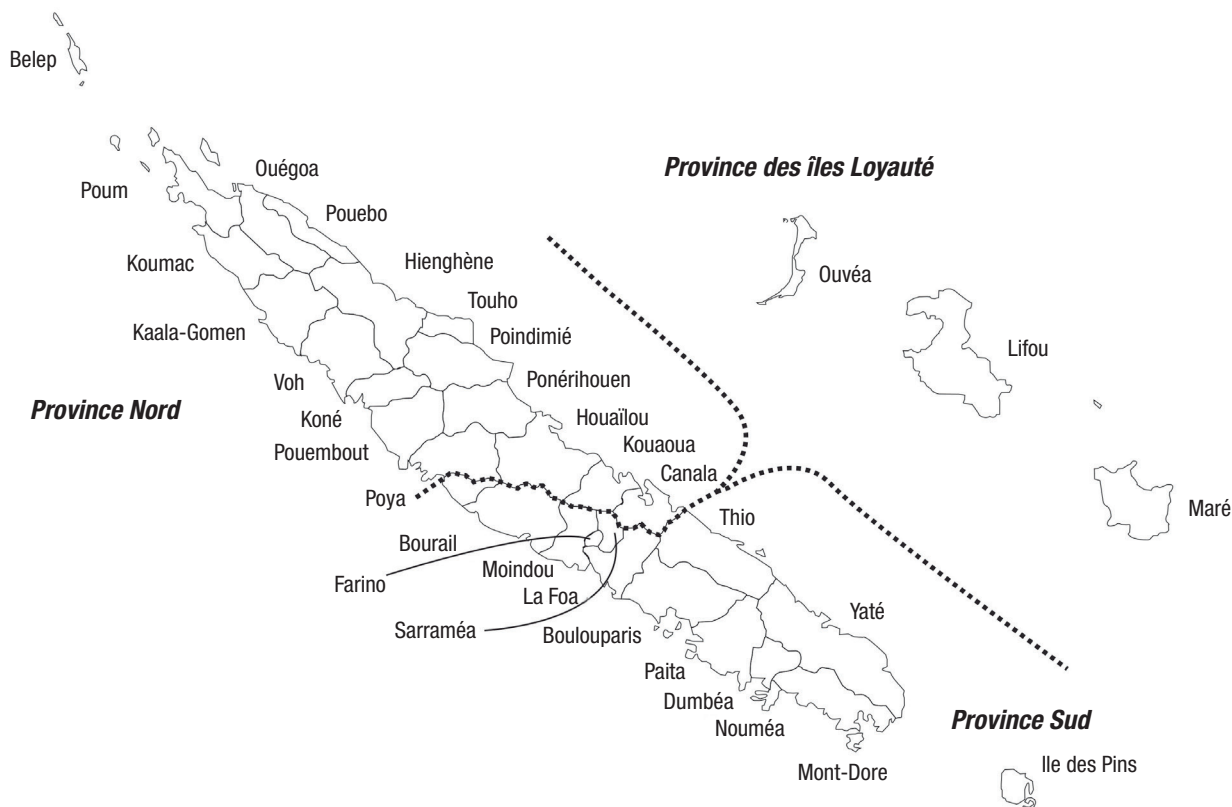 Belep
Province des îles Loyauté
Ouégoa
Poum
Pouebo
Koumac
Hienghène
Ouvéa
Touho
Kaala-Gomen
Poindimié
Lifou
Voh
Ponérihouen
Province Nord
Koné
Houaïlou
Pouembout
Kouaoua
Canala
Poya
Thio
Maré
Bourail
Moindou
Farino
La Foa
Yaté
Sarraméa
Boulouparis
Paita
Dumbéa
Nouméa
Province Sud
Mont-Dore
Ile des Pins